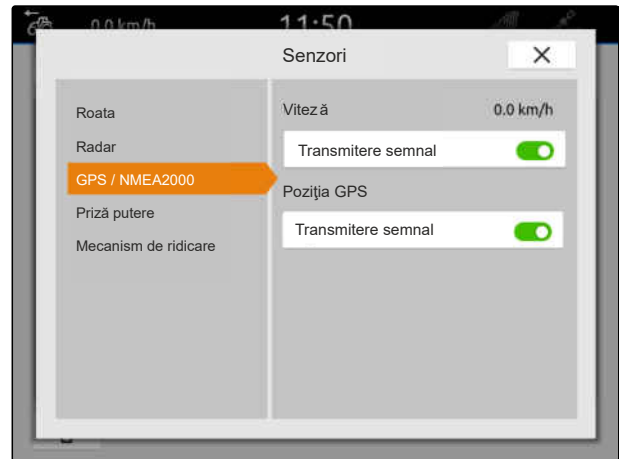 0.0 km/h 11:50
Senzori
Roata
Radar
GPS / NMEA2000
Priză putere
Mecanism de ridicare
Viteză 0.0 km/h
Transmitere semnal
Poziţia GPS
Transmitere semnal